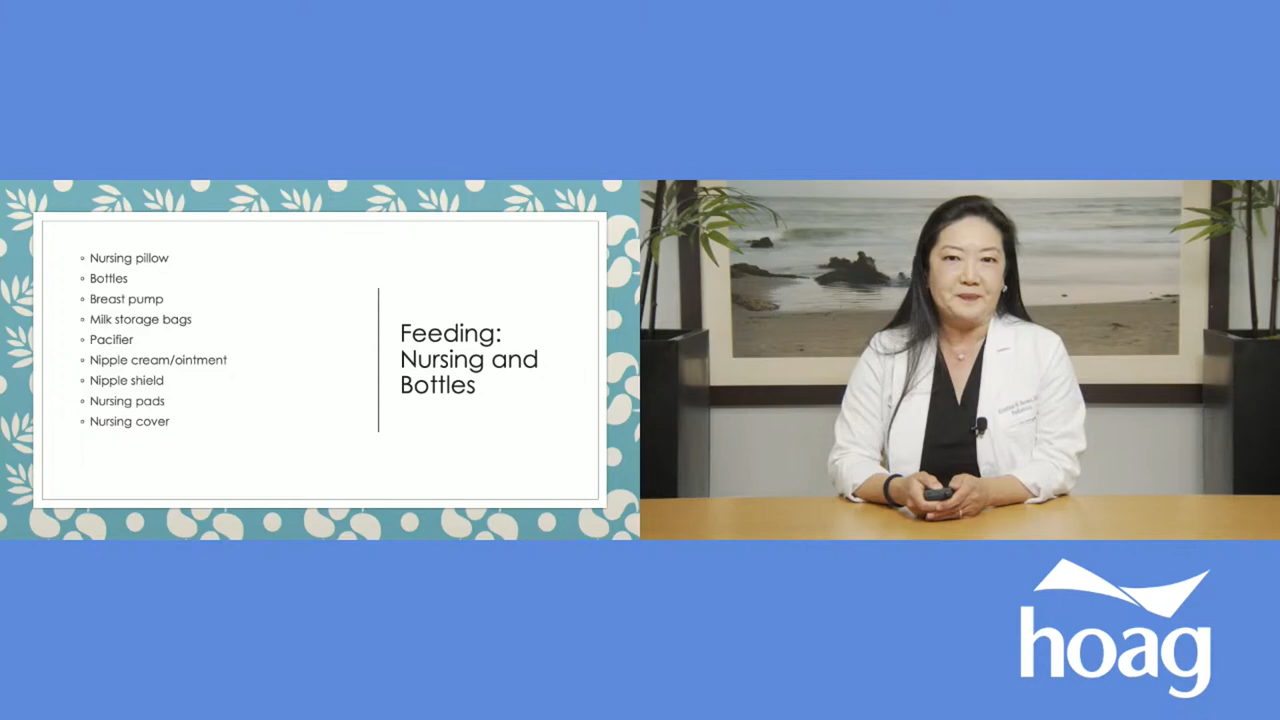 Nursing pillow
Bottles
Breast pump
Milk storage bags
Pacifier
Nipple cream/ointment
Nipple shield
Nursing pads
Nursing cover
Feeding:
Nursing and
Bottles
hoag